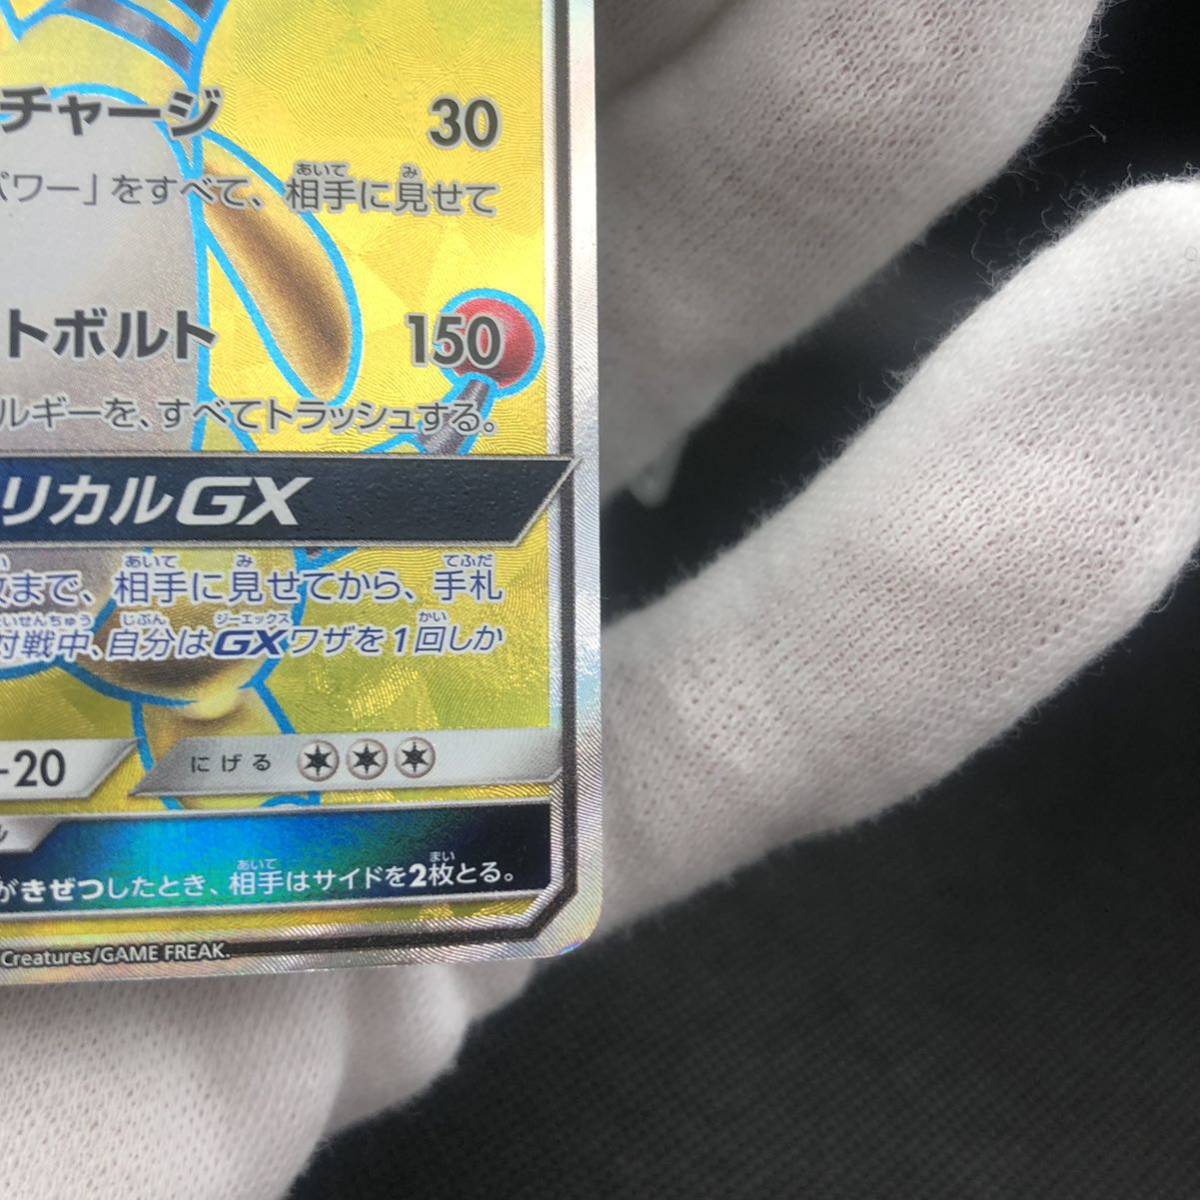 チャージ 30
パワー」をすべて、相手に見せて
トボルト 150
ルギーを、すべてトラッシュする。
リカルGX
枚まで、相手に見せてから、手札
対戦中、自分はGXワザを1回しか
-20 にげる
がきぜつしたとき、相手はサイドを2枚とる。
Creatures/GAME FREAK.